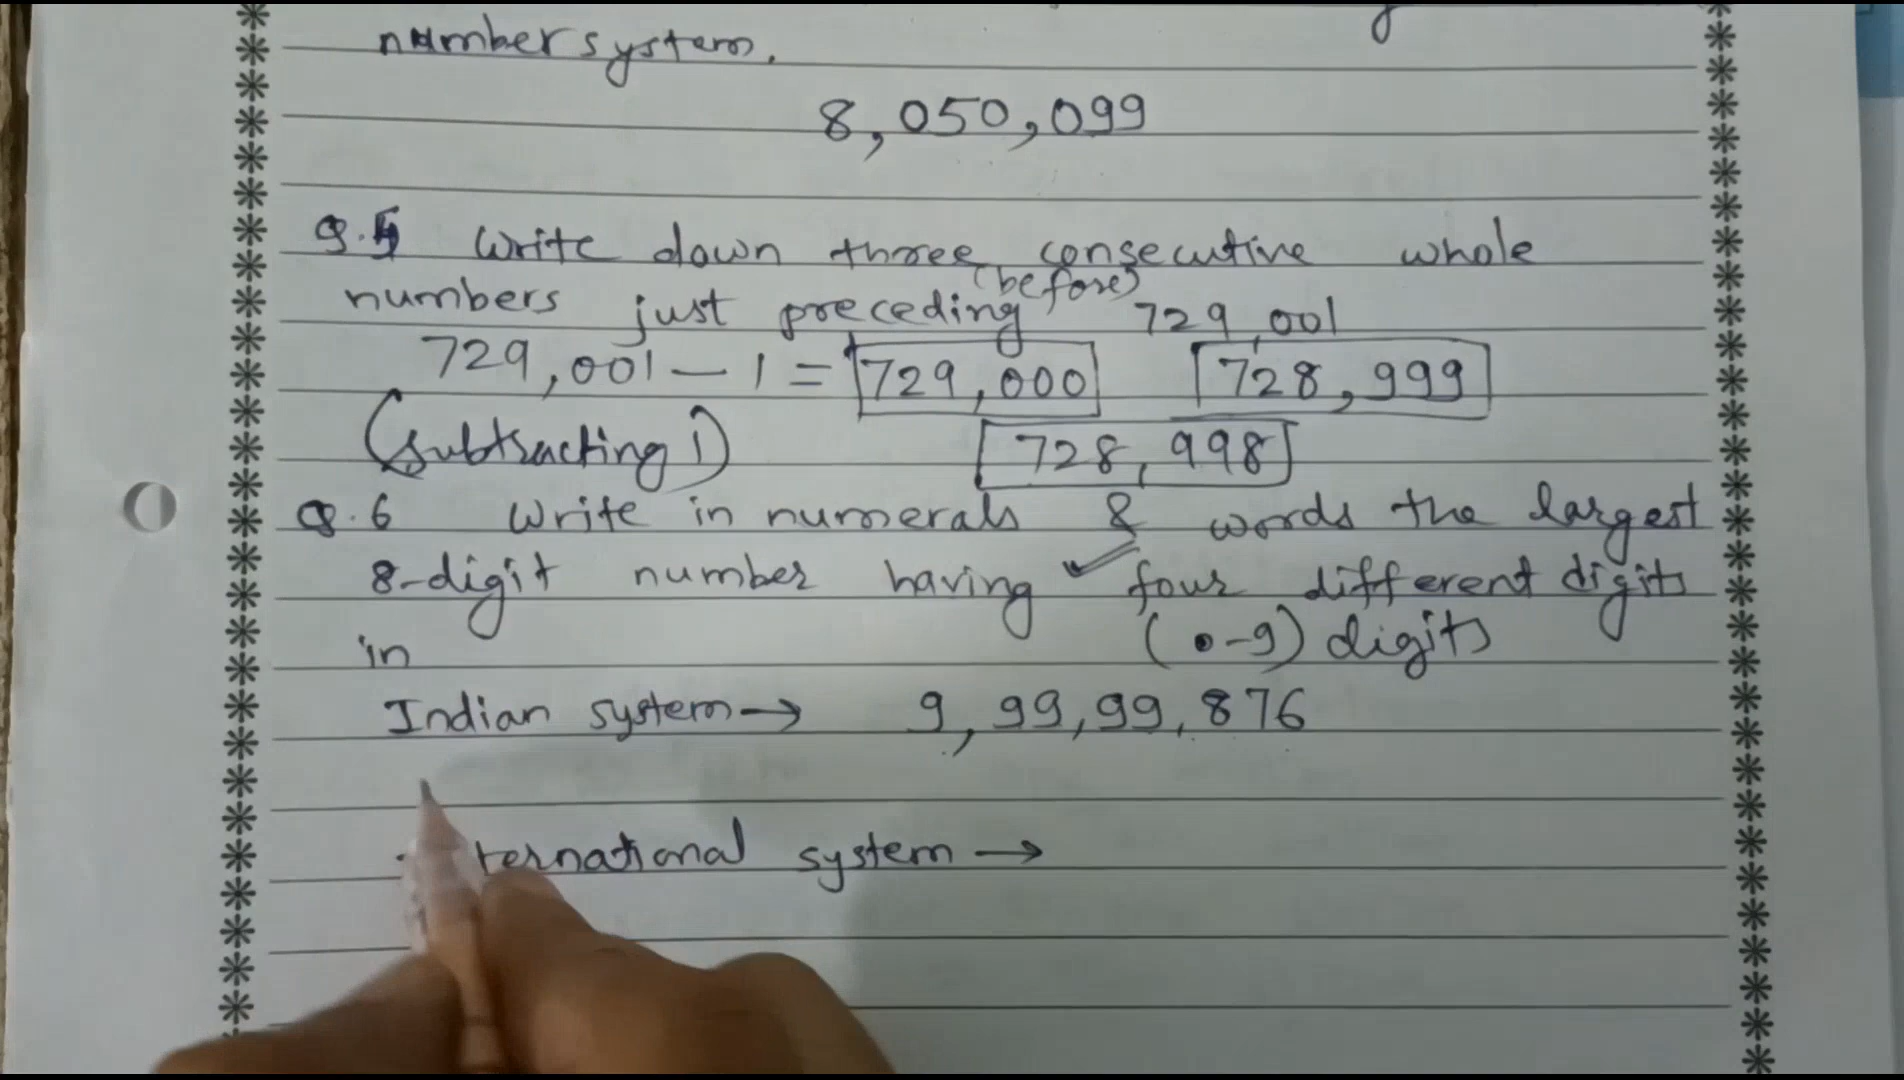 number system.
8,050,099
Q.5 Write down three consecutive whole
(before)
numbers just preceding 729,001
729,001 - 1 = 729,000 728,999
(subtracting 1) 728,998
Q.6 Write in numerals & words the largest
8-digit number having four different digits
in (0-9) digits
Indian system → 9,99,99,876
ternational system →